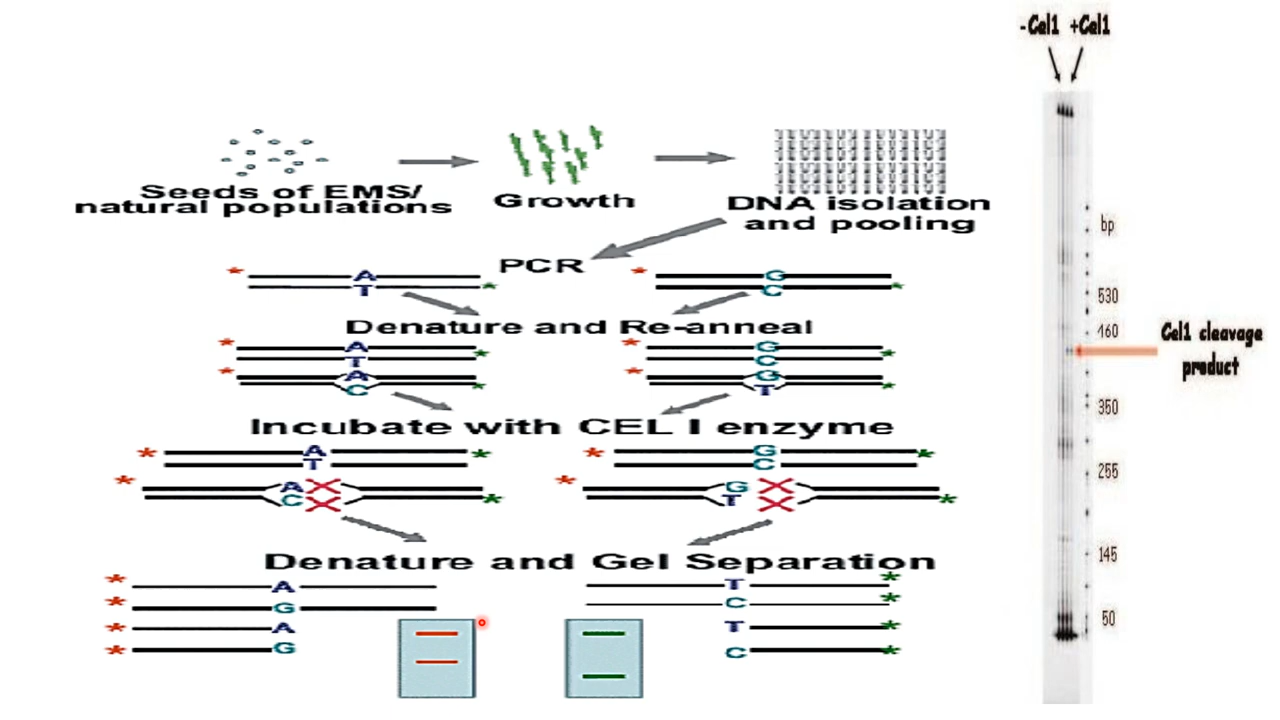 -Cel1 +Cel1
Seeds of EMS/
natural populations
Growth
DNA isolation
and pooling
PCR
* A *
T
* G *
C
Denature and Re-anneal
* A *
T
* A *
C
* G *
C
* G *
T
Incubate with CEL I enzyme
* A *
T
* A X *
C X
* G *
C
* G X *
T X
Denature and Gel Separation
* A
* G
* A
* G
T *
C *
T *
C *
bp
530
460
350
255
145
50
Cel1 cleavage
product